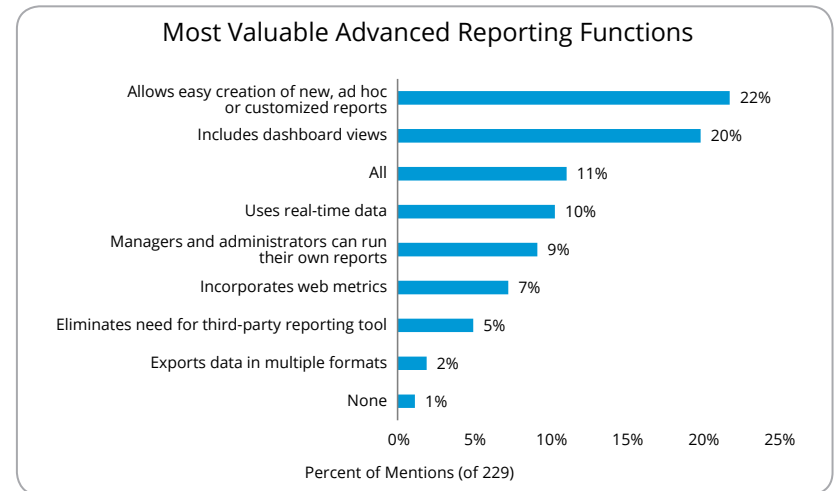 Most Valuable Advanced Reporting Functions
Allows easy creation of new, ad hoc
or customized reports
22%
Includes dashboard views
20%
All
11%
Uses real-time data
10%
Managers and administrators can run
their own reports
9%
Incorporates web metrics
7%
Eliminates need for third-party reporting tool
5%
Exports data in multiple formats
2%
None
1%
0% 5% 10% 15% 20% 25%
Percent of Mentions (of 229)